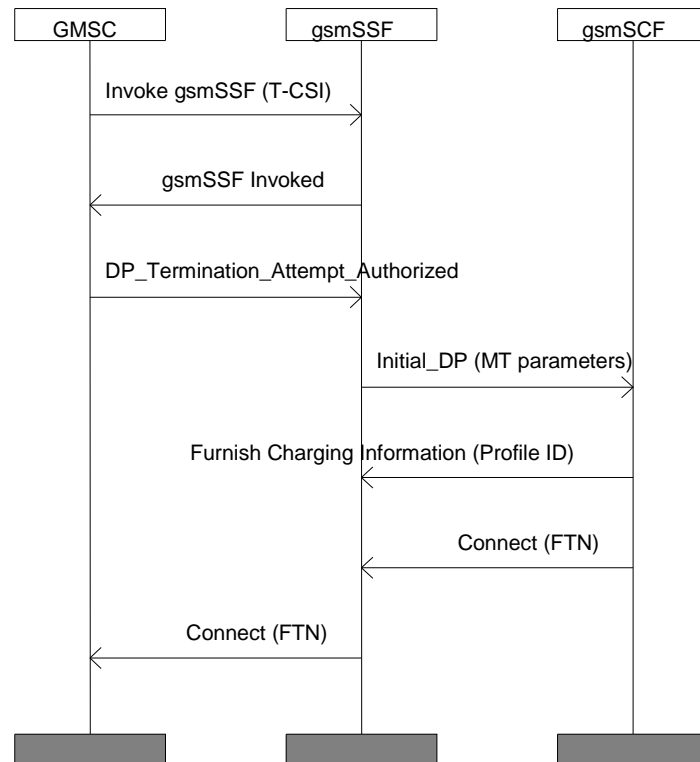 GMSC
gsmSSF
gsmSCF
Invoke gsmSSF (T-CSI)
gsmSSF Invoked
DP_Termination_Attempt_Authorized
Initial_DP (MT parameters)
Furnish Charging Information (Profile ID)
Connect (FTN)
Connect (FTN)